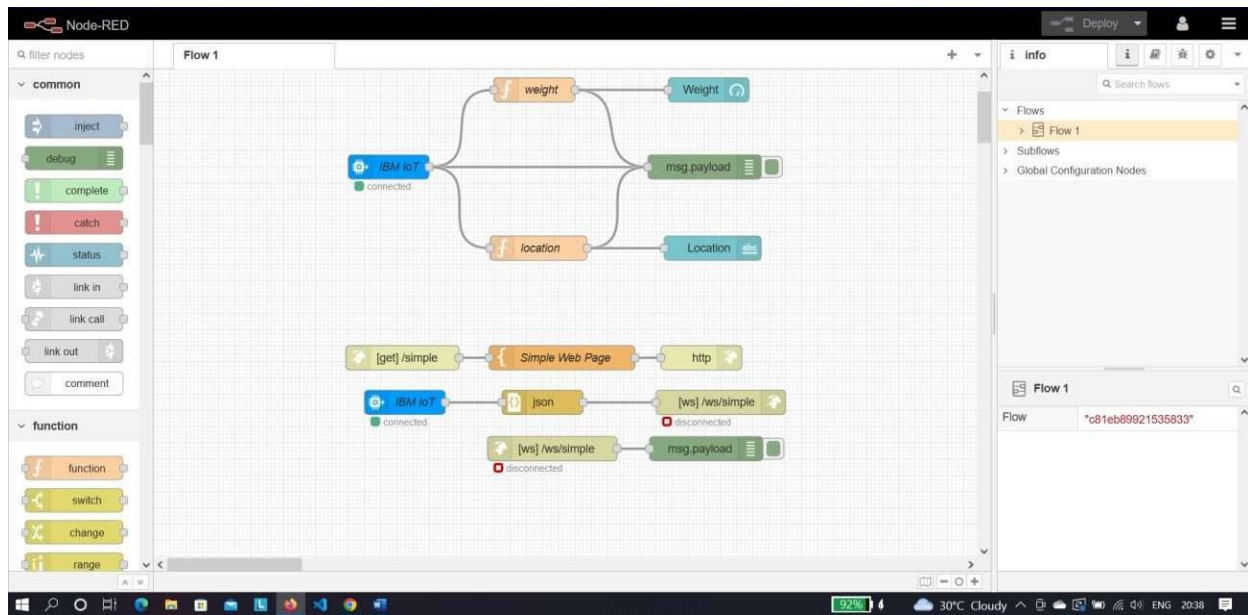 Node-RED
Deploy
filter nodes
Flow 1
info
Search flows
common
inject
debug
complete
catch
status
link in
link call
link out
comment
function
function
switch
change
range
weight
Weight
IBM IoT
connected
msg.payload
location
Location
abc
[get] /simple
Simple Web Page
http
IBM IoT
connected
json
[ws] /ws/simple
disconnected
[ws] /ws/simple
disconnected
msg.payload
Flows
Flow 1
Subflows
Global Configuration Nodes
Flow 1
Flow "c81eb89921535833"
92%
30°C Cloudy
ENG 20:38